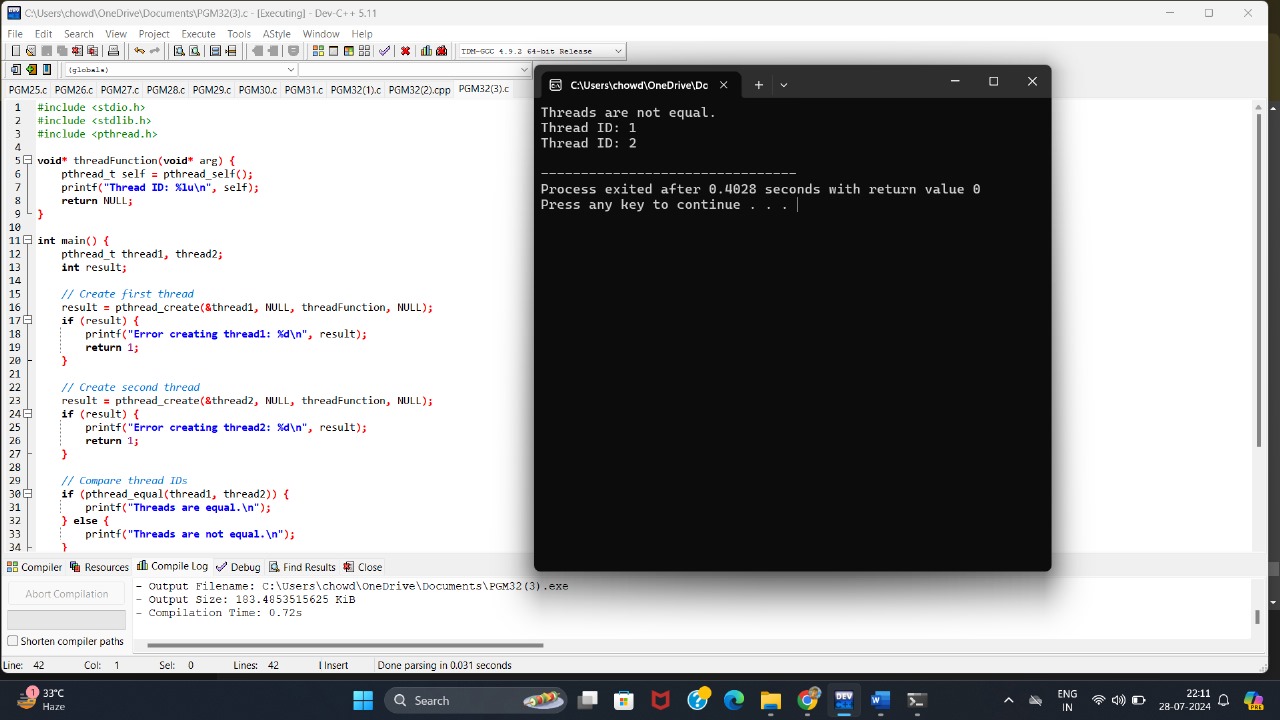 C:\Users\chowd\OneDrive\Documents\PGM32(3).c - [Executing] - Dev-C++ 5.11
File Edit Search View Project Execute Tools AStyle Window Help
TDM-GCC 4.9.2 64-bit Release
(globals)
PGM25.c PGM26.c PGM27.c PGM28.c PGM29.c PGM30.c PGM31.c PGM32(1).c PGM32(2).cpp PGM32(3).c
1 #include <stdio.h>
2 #include <stdlib.h>
3 #include <pthread.h>
4
5 void* threadFunction(void* arg) {
6 pthread_t self = pthread_self();
7 printf("Thread ID: %lu\n", self);
8 return NULL;
9 }
10
11 int main() {
12 pthread_t thread1, thread2;
13 int result;
14
15 // Create first thread
16 result = pthread_create(&thread1, NULL, threadFunction, NULL);
17 if (result) {
18 printf("Error creating thread1: %d\n", result);
19 return 1;
20 }
21
22 // Create second thread
23 result = pthread_create(&thread2, NULL, threadFunction, NULL);
24 if (result) {
25 printf("Error creating thread2: %d\n", result);
26 return 1;
27 }
28
29 // Compare thread IDs
30 if (pthread_equal(thread1, thread2)) {
31 printf("Threads are equal.\n");
32 } else {
33 printf("Threads are not equal.\n");
34 }
C:\Users\chowd\OneDrive\Dc
Threads are not equal.
Thread ID: 1
Thread ID: 2
--------------------------------
Process exited after 0.4028 seconds with return value 0
Press any key to continue . . .
Compiler Resources Compile Log Debug Find Results Close
Abort Compilation
Shorten compiler paths
- Output Filename: C:\Users\chowd\OneDrive\Documents\PGM32(3).exe
- Output Size: 183.4853515625 KiB
- Compilation Time: 0.72s
Line: 42 Col: 1 Sel: 0 Lines: 42 Insert Done parsing in 0.031 seconds
1
33°C
Haze
Search
DEV
W
ENG
IN
22:11
28-07-2024
PRE